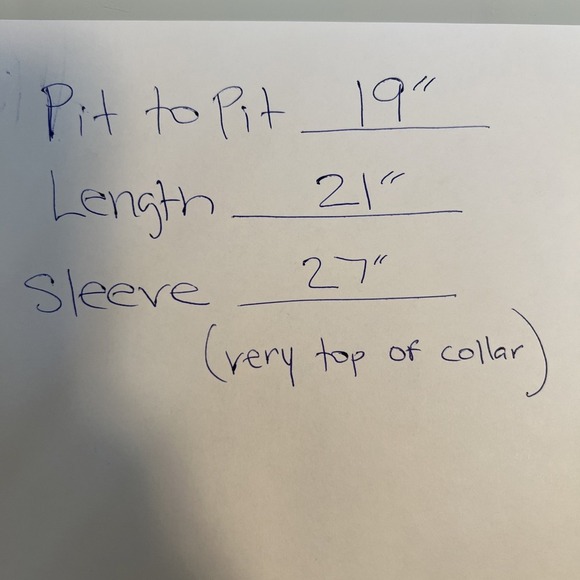 Pit to Pit 19"
Length 21"
Sleeve 27"
(very top of collar)